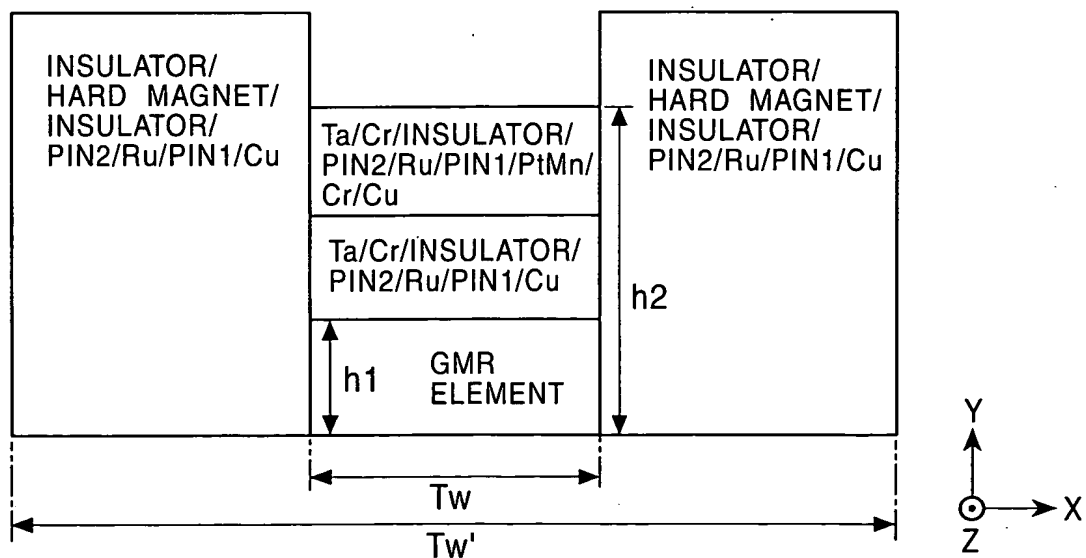 INSULATOR/
HARD MAGNET/
INSULATOR/
PIN2/Ru/PIN1/Cu
Ta/Cr/INSULATOR/
PIN2/Ru/PIN1/PtMn/
Cr/Cu
Ta/Cr/INSULATOR/
PIN2/Ru/PIN1/Cu
h1
GMR
ELEMENT
h2
INSULATOR/
HARD MAGNET/
INSULATOR/
PIN2/Ru/PIN1/Cu
Tw
Tw'
Y
X
Z